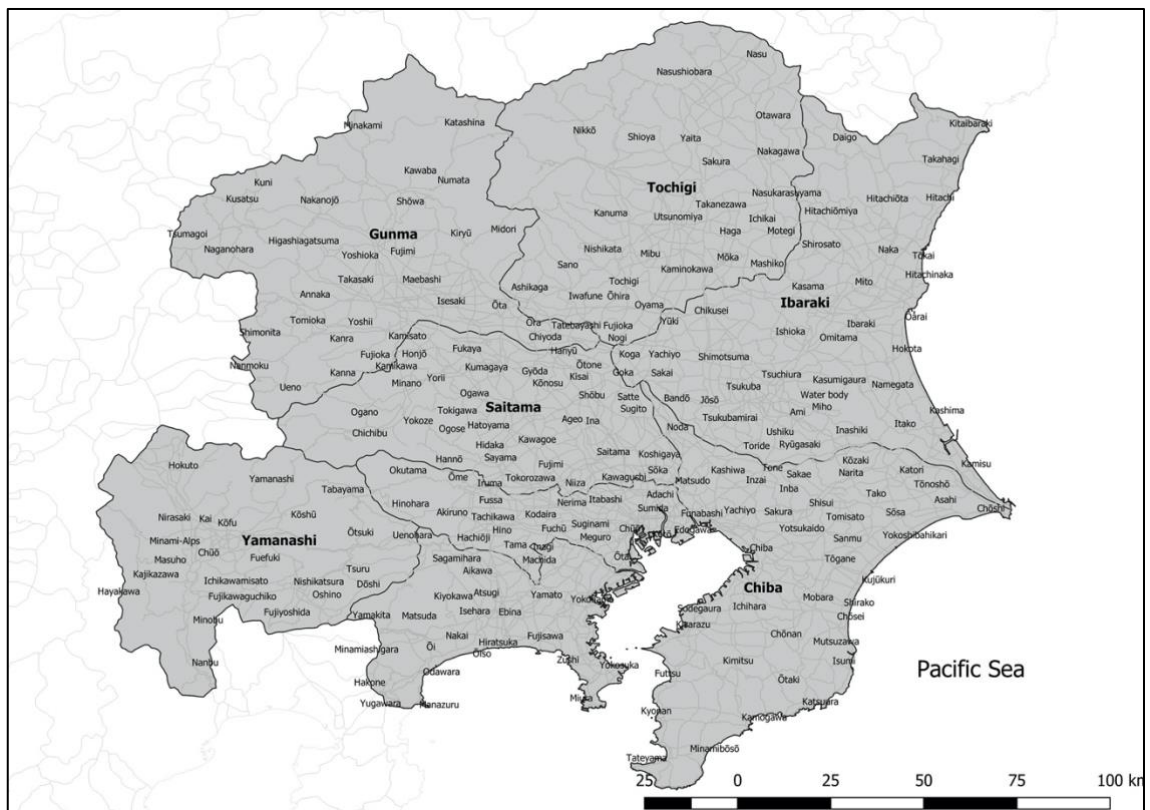 Nasu
Nasushiobara
Otawara
Minakami
Katashina
Nikkō
Shioya
Yaita
Daigo
Kitaibaraki
Nakagawa
Sakura
Takahagi
Kawaba
Numata
Kuni
Kusatsu
Nakanojō
Shōwa
Tochigi
Nasukarasuyama
Takanezawa
Hitachiōta
Hitachi
Hitachiōmiya
Kanuma
Utsunomiya
Ichikai
Tsumagoi
Higashiagatsuma
Gunma
Kiryū
Midori
Haga
Motegi
Naganohara
Yoshioka
Fujimi
Nishikata
Mibu
Shirosato
Naka
Tōkai
Sano
Kaminokawa
Mōka
Mashiko
Hitachinaka
Takasaki
Maebashi
Tochigi
Kasama
Mito
Annaka
Isesaki
Ōta
Ashikaga
Iwafune
Ōhira
Oyama
Ibaraki
Chikusei
Ōarai
Tomioka
Yoshii
Ōra
Tatebayashi
Fujioka
Yūki
Ibaraki
Shimonita
Kanra
Kamisato
Chiyoda
Nogi
Ishioka
Omitama
Hokota
Fujioka
Honjō
Fukaya
Hanyū
Koga
Yachiyo
Shimotsuma
Nanmoku
Kanna
Kamikawa
Kumagaya
Gyōda
Ōtone
Kisai
Goka
Sakai
Tsuchiura
Kasumigaura
Namegata
Ueno
Minano
Yorii
Kōnosu
Tsukuba
Water body
Ogawa
Shōbu
Satte
Bandō
Jōsō
Miho
Ogano
Tokigawa
Saitama
Sugito
Tsukubamirai
Ami
Kashima
Yokoze
Ogose
Hatoyama
Ageo
Ina
Noda
Ushiku
Inashiki
Itako
Chichibu
Hidaka
Kawagoe
Toride
Ryūgasaki
Hannō
Sayama
Fujimi
Saitama
Koshigaya
Kōzaki
Kamisu
Hokuto
Okutama
Sōka
Kashiwa
Tone
Sakae
Narita
Katori
Yamanashi
Ōme
Iruma
Tokorozawa
Niiza
Kawaguchi
Matsudo
Inzai
Inba
Tōnoshō
Tabayama
Hinohara
Fussa
Nerima
Itabashi
Adachi
Tako
Asahi
Nirasaki
Kai
Kōfu
Kōshū
Akiruno
Tachikawa
Kodaira
Sumida
Funabashi
Yachiyo
Sakura
Shisui
Tomisato
Sōsa
Chōshi
Minami-Alps
Yamanashi
Ōtsuki
Uenohara
Hachiōji
Hino
Fuchū
Suginami
Chūō
Edogawa
Yotsukaido
Sanmu
Yokoshibahikari
Masuho
Chūō
Fuefuki
Tama
Inagi
Meguro
Chiba
Kajikazawa
Tsuru
Sagamihara
Machida
Ōta
Tōgane
Ichikawamisato
Nishikatsura
Dōshi
Aikawa
Kujūkuri
Hayakawa
Fujikawaguchiko
Oshino
Kiyokawa
Atsugi
Yamato
Chiba
Mobara
Shirako
Minobu
Fujiyoshida
Yamakita
Matsuda
Isehara
Ebina
Sodegaura
Ichihara
Chōsei
Kisarazu
Minamiashigara
Nakai
Hiratsuka
Fujisawa
Chōnan
Mutsuzawa
Nanbu
Ōi
Ōiso
Zushi
Yokosuka
Futtsu
Kimitsu
Isumi
Pacific Sea
Hakone
Odawara
Ōtaki
Yugawara
Manazuru
Miura
Kyonan
Kamogawa
Katsuura
Minamibōsō
Tateyama
25 0 25 50 75 100 km